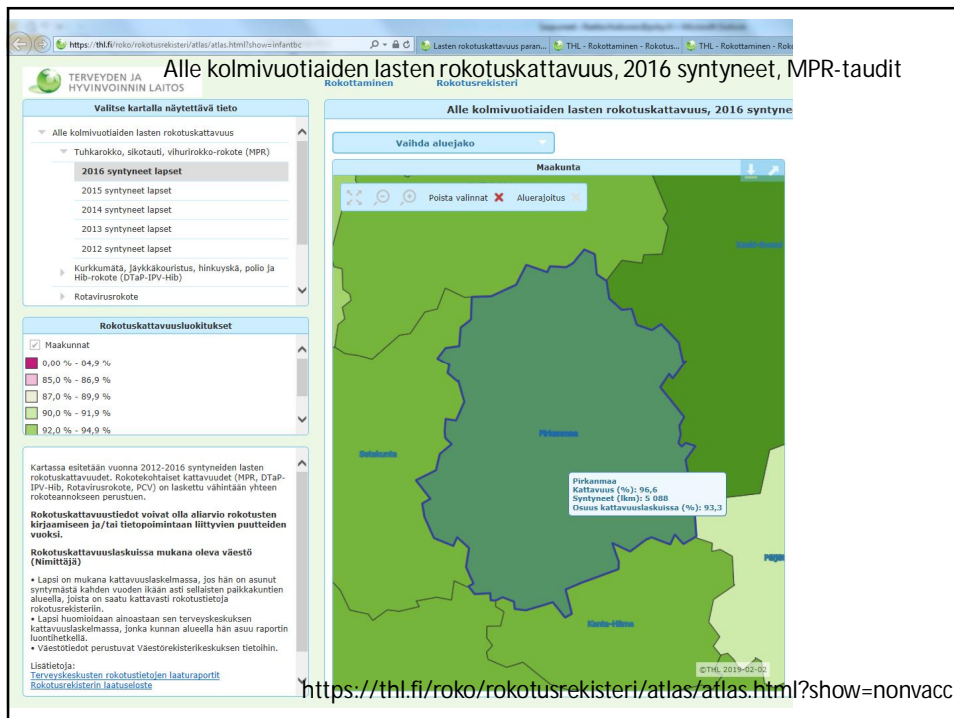 https://thl.fi/roko/rokotusrekisteri/atlas/atlas.html?show=infantbc
Lasten rokotuskattavuus paran...
THL - Rokottaminen - Rokotus...
THL - Rokottaminen - Roko
Alle kolmivuotiaiden lasten rokotuskattavuus, 2016 syntyneet, MPR-taudit
TERVEYDEN JA
HYVINVOINNIN LAITOS
Rokottaminen
Rokotusrekisteri
Valitse kartalla näytettävä tieto
Alle kolmivuotiaiden lasten rokotuskattavuus
Tuhkarokko, sikotauti, vihurirokko-rokote (MPR)
2016 syntyneet lapset
2015 syntyneet lapset
2014 syntyneet lapset
2013 syntyneet lapset
2012 syntyneet lapset
Kurkkumätä, jäykkäkouristus, hinkuyskä, polio ja
Hib-rokote (DTaP-IPV-Hib)
Rotavirusrokote
Rokotuskattavuusluokitukset
Maakunnat
0,00 % - 84,9 %
85,0 % - 86,9 %
87,0 % - 89,9 %
90,0 % - 91,9 %
92,0 % - 94,9 %
Kartassa esitetään vuonna 2012-2016 syntyneiden lasten
rokotuskattavuudet. Rokotekohtaiset kattavuudet (MPR, DTaP-
IPV-Hib, Rotavirusrokote, PCV) on laskettu vähintään yhteen
rokoteannokseen perustuen.
Rokotuskattavuustiedot voivat olla aliarvio rokotusten
kirjaamiseen ja/tai tietopoimintaan liittyvien puutteiden
vuoksi.
Rokotuskattavuuslaskuissa mukana oleva väestö
(Nimittäjä)
• Lapsi on mukana kattavuuslaskelmassa, jos hän on asunut
syntymästä kahden vuoden ikään asti sellaisten paikkakuntien
alueella, joista on saatu kattavasti rokotustietoja
rokotusrekisteriin.
• Lapsi huomioidaan ainoastaan sen terveyskeskuksen
kattavuuslaskelmassa, jonka kunnan alueella hän asuu raportin
luontihetkellä.
• Väestötiedot perustuvat Väestörekisterikeskuksen tietoihin.
Lisätietoja:
Terveyskeskusten rokotustietojen laaturaportit
Rokotusrekisterin laatuseloste
Alle kolmivuotiaiden lasten rokotuskattavuus, 2016 syntyne
Vaihda aluejako
Maakunta
Poista valinnat
Aluerajoitus
Keski-Suomi
Pirkanmaa
Satakunta
Pirkanmaa
Kattavuus (%): 96,6
Syntyneet (lkm): 5 088
Osuus kattavuuslaskuissa (%): 93,3
Päijä
Kanta-Häme
©THL 2019-02-02
https://thl.fi/roko/rokotusrekisteri/atlas/atlas.html?show=nonvacc